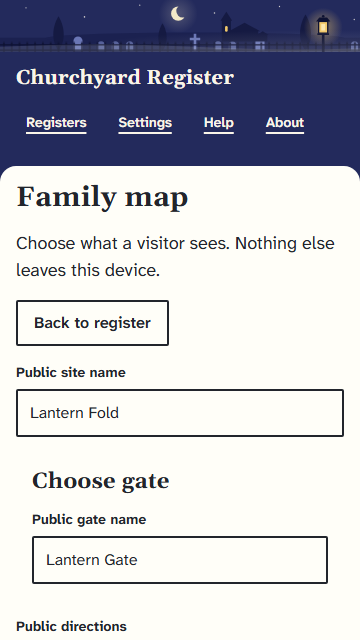 Churchyard Register
Registers Settings Help About
Family map
Choose what a visitor sees. Nothing else
leaves this device.
Back to register
Public site name
Lantern Fold
Choose gate
Public gate name
Lantern Gate
Public directions